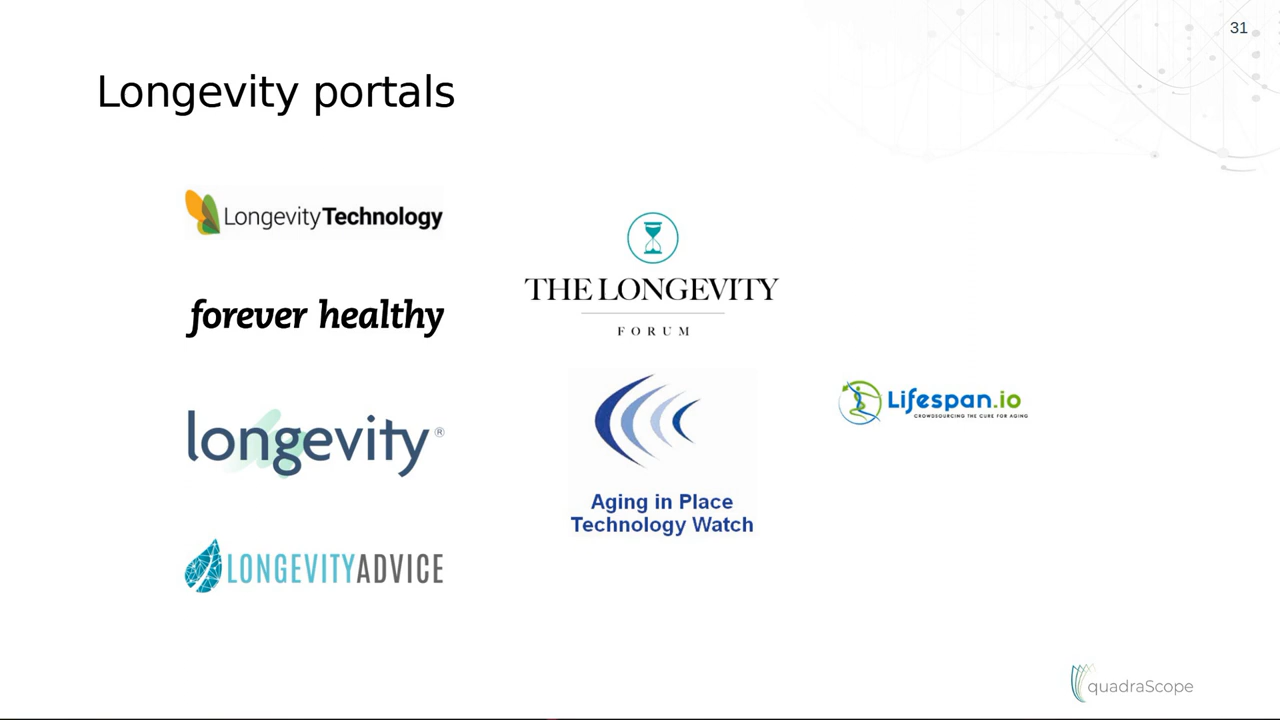 31
Longevity portals
LongevityTechnology
forever healthy
longevity®
LONGEVITYADVICE
THE LONGEVITY
FORUM
Aging in Place
Technology Watch
Lifespan.io
CROWDSOURCING THE CURE FOR AGING
quadraScope